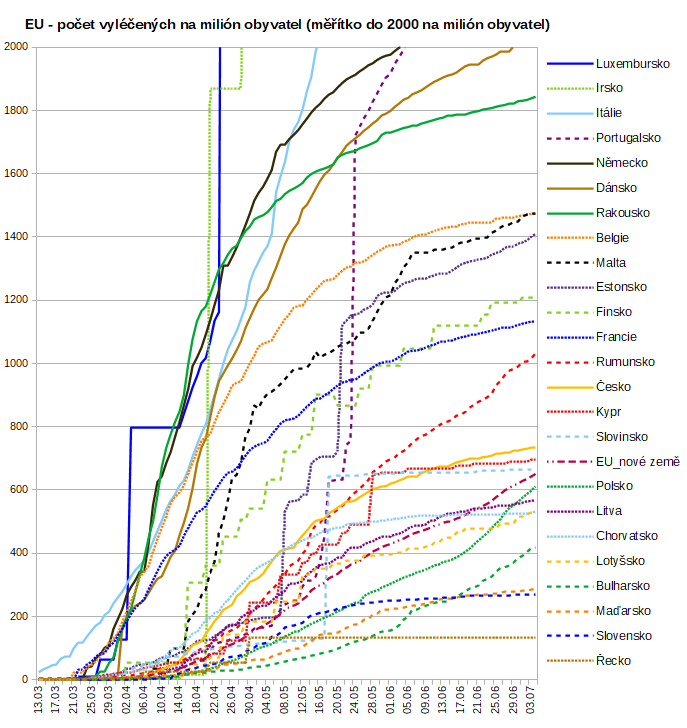 EU - počet vyléčených na milión obyvatel (měřítko do 2000 na milión obyvatel)
2000
1800
1600
1400
1200
1000
800
600
400
200
0
13.03
17.03
21.03
25.03
29.03
02.04
06.04
10.04
14.04
18.04
22.04
26.04
30.04
04.05
08.05
12.05
16.05
20.05
24.05
28.05
01.06
05.06
09.06
13.06
17.06
21.06
25.06
29.06
03.07
Luxembursko
Irsko
Itálie
Portugalsko
Německo
Dánsko
Rakousko
Belgie
Malta
Estonsko
Finsko
Francie
Rumunsko
Česko
Kypr
Slovinsko
EU_nové země
Polsko
Litva
Chorvatsko
Lotyšsko
Bulharsko
Maďarsko
Slovensko
Řecko